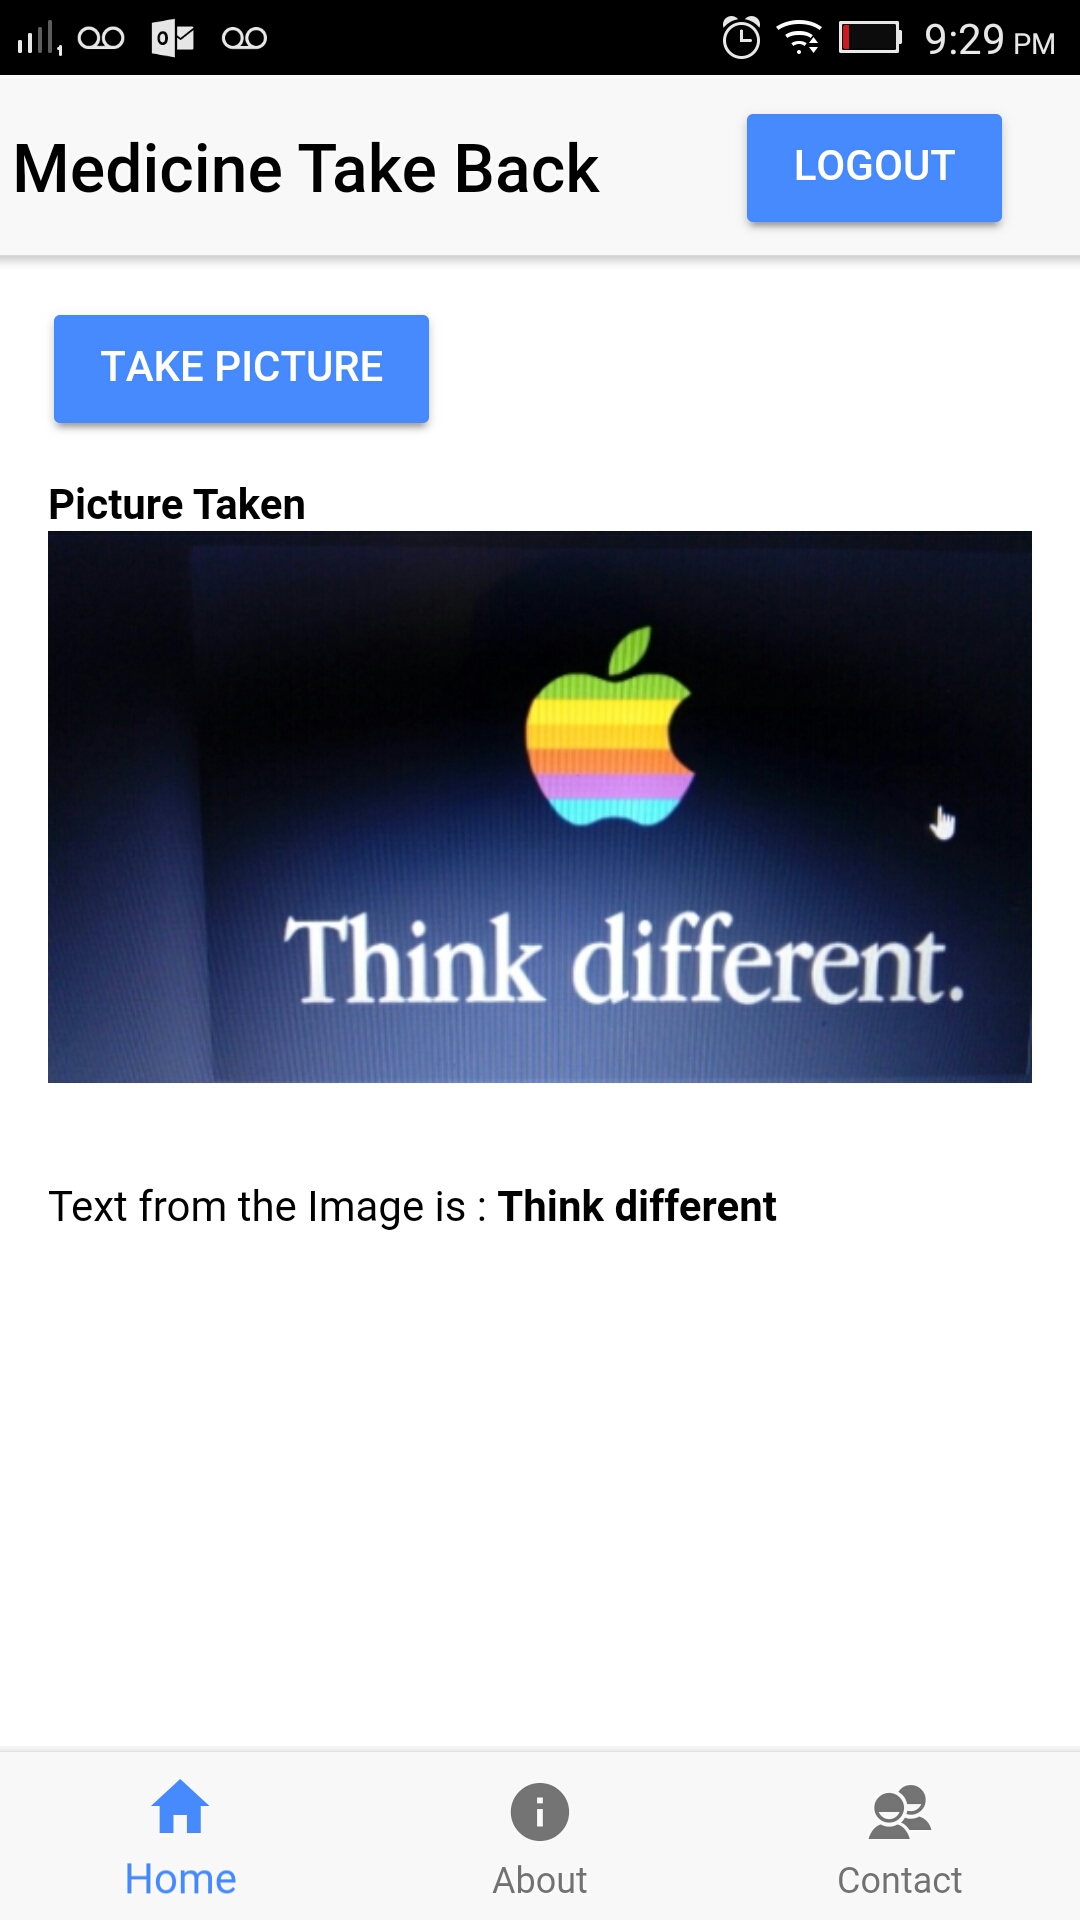 9:29 PM
Medicine Take Back
LOGOUT
TAKE PICTURE
Picture Taken
Think different.
Text from the Image is : Think different
Home
About
Contact